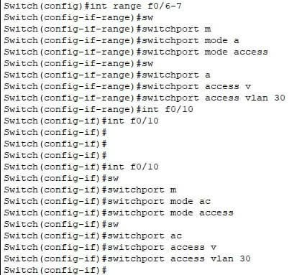 Switch(config)#int range f0/6-7
Switch(config-if-range)#sw
Switch(config-if-range)#switchport m
Switch(config-if-range)#switchport mode a
Switch(config-if-range)#switchport mode access
Switch(config-if-range)#sw
Switch(config-if-range)#switchport a
Switch(config-if-range)#switchport access v
Switch(config-if-range)#switchport access vlan 30
Switch(config-if-range)#int f0/10
Switch(config-if)#int f0/10
Switch(config-if)#
Switch(config-if)#
Switch(config-if)#
Switch(config-if)#int f0/10
Switch(config-if)#sw
Switch(config-if)#switchport m
Switch(config-if)#switchport mode ac
Switch(config-if)#switchport mode access
Switch(config-if)#sw
Switch(config-if)#switchport ac
Switch(config-if)#switchport access v
Switch(config-if)#switchport access vlan 30
Switch(config-if)#